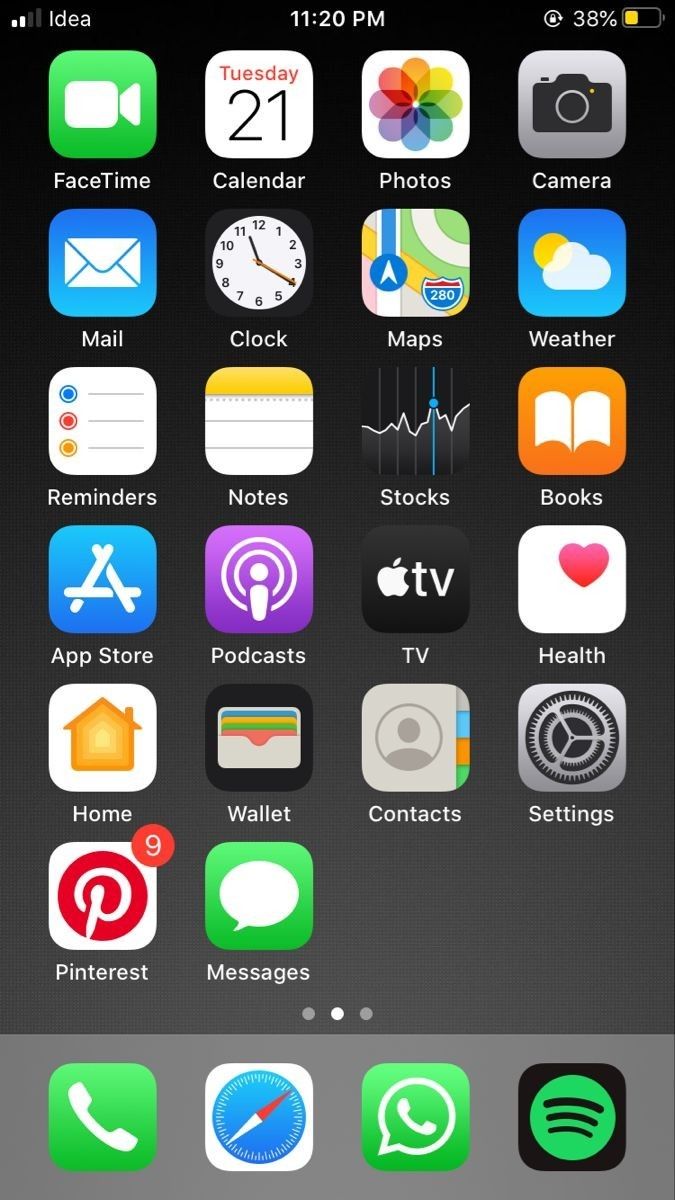 Idea 11:20 PM 38%
Tuesday
21
FaceTime Calendar Photos Camera
12
11 1
10 2
9 3
8 4
7 5
6
280
Mail Clock Maps Weather
Reminders Notes Stocks Books
tv
App Store Podcasts TV Health
Home Wallet Contacts Settings
9
Pinterest Messages